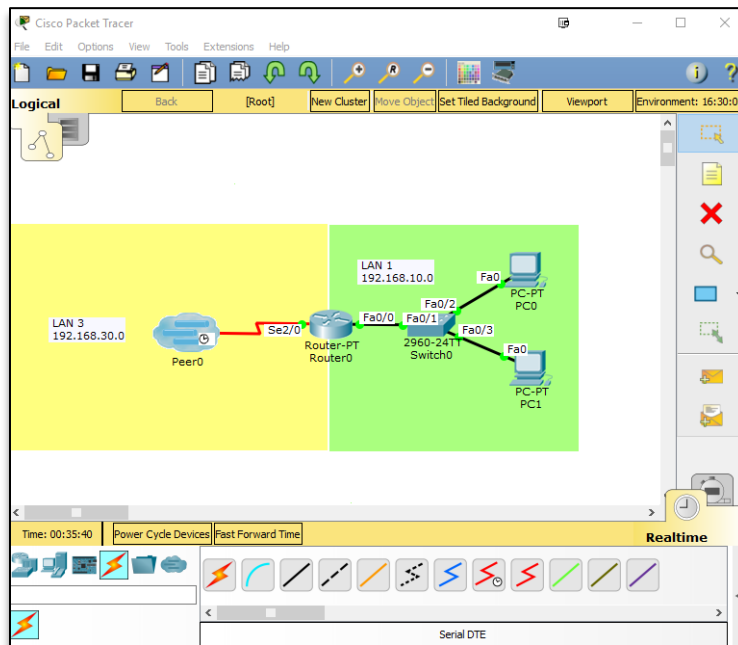 Cisco Packet Tracer
File Edit Options View Tools Extensions Help
R
i ?
Logical Back [Root] New Cluster Move Object Set Tiled Background Viewport Environment: 16:30:0
LAN 1
192.168.10.0
Fa0
PC-PT
PC0
Fa0/2
LAN 3
192.168.30.0
Se2/0 Fa0/0 Fa0/1
Fa0/3
Peer0
Router-PT
Router0
2960-24TT
Switch0
Fa0
PC-PT
PC1
Time: 00:35:40 Power Cycle Devices Fast Forward Time
Realtime
Serial DTE